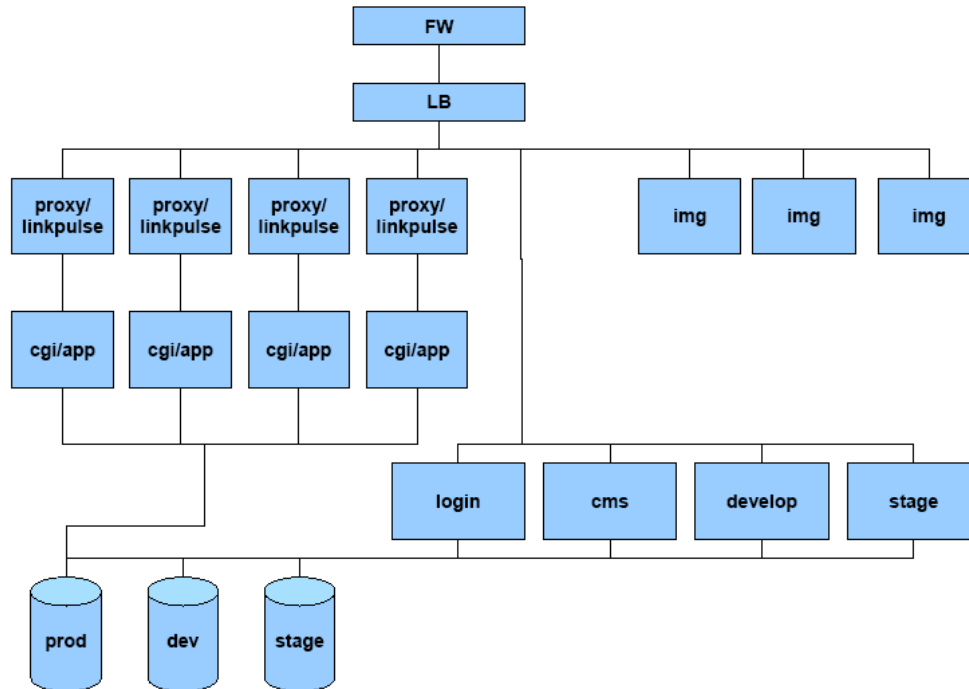 FW
LB
proxy/
linkpulse
proxy/
linkpulse
proxy/
linkpulse
proxy/
linkpulse
img
img
img
cgi/app
cgi/app
cgi/app
cgi/app
login
cms
develop
stage
prod
dev
stage